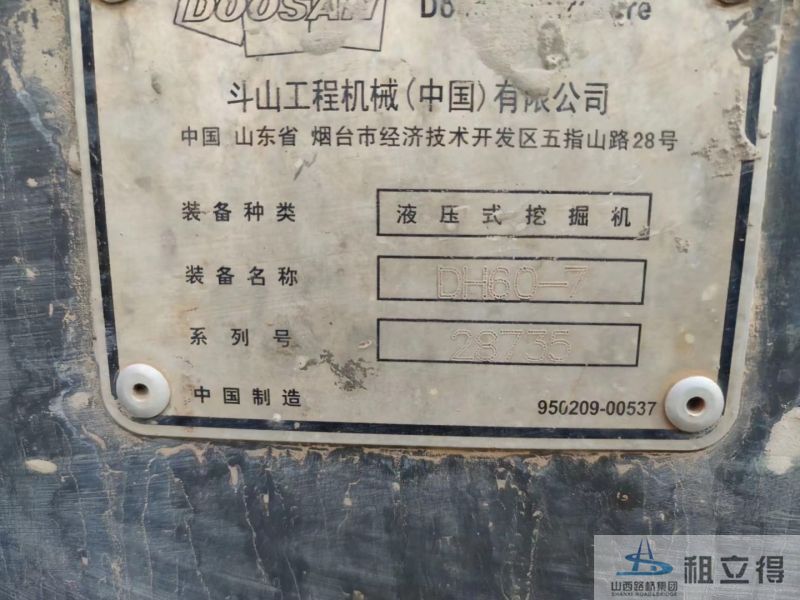 DOOSAN
斗山工程机械(中国)有限公司
中国 山东省 烟台市经济技术开发区五指山路28号
装备种类 液压式挖掘机
装备名称 DH60-7
系列号 28735
中国制造 950209-00537
山西路桥集团 租立得
SHANXI ROAD&BRIDGE